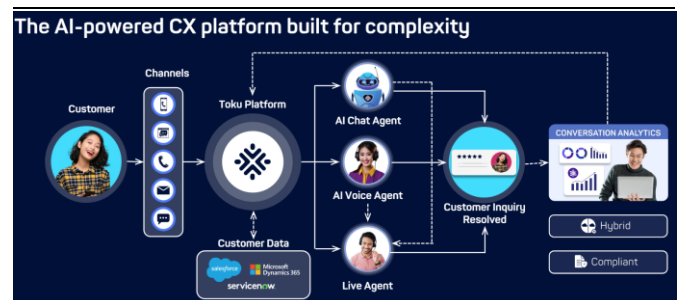 The AI-powered CX platform built for complexity
Channels
Customer
Toku Platform
AI Chat Agent
CONVERSATION ANALYTICS
AI Voice Agent
Customer Inquiry
Resolved
Hybrid
Customer Data
salesforce
Microsoft
Dynamics 365
servicenow
Live Agent
Compliant